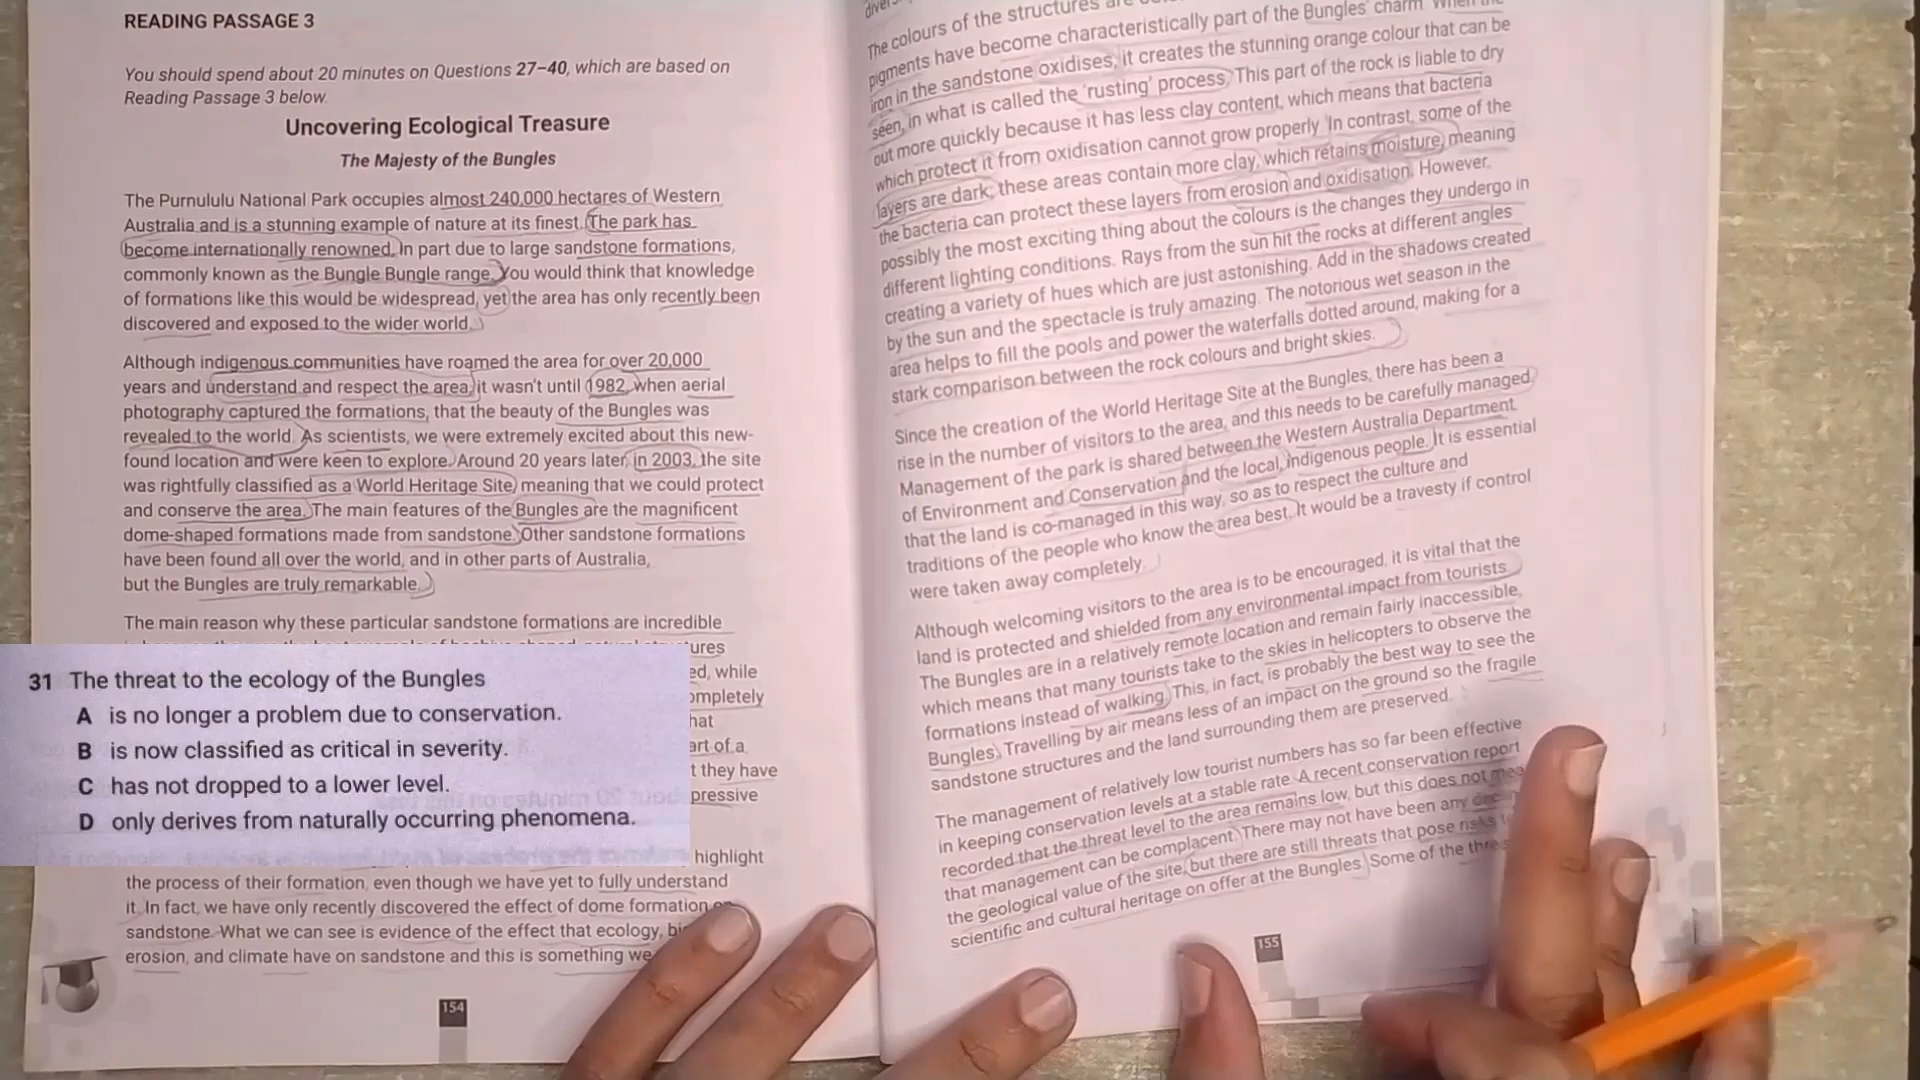 READING PASSAGE 3
You should spend about 20 minutes on Questions 27–40, which are based on
Reading Passage 3 below.
Uncovering Ecological Treasure
The Majesty of the Bungles
The Purnululu National Park occupies almost 240,000 hectares of Western
Australia and is a stunning example of nature at its finest. The park has
become internationally renowned. In part due to large sandstone formations,
commonly known as the Bungle Bungle range. You would think that knowledge
of formations like this would be widespread, yet the area has only recently been
discovered and exposed to the wider world.
Although indigenous communities have roamed the area for over 20,000
years and understand and respect the area, it wasn't until 1982, when aerial
photography captured the formations, that the beauty of the Bungles was
revealed to the world. As scientists, we were extremely excited about this new-
found location and were keen to explore. Around 20 years later, in 2003, the site
was rightfully classified as a World Heritage Site, meaning that we could protect
and conserve the area. The main features of the Bungles are the magnificent
dome-shaped formations made from sandstone. Other sandstone formations
have been found all over the world, and in other parts of Australia,
but the Bungles are truly remarkable.
The main reason why these particular sandstone formations are incredible
ures
ed, while
ompletely
hat
art of a
t they have
pressive
31 The threat to the ecology of the Bungles
A is no longer a problem due to conservation.
B is now classified as critical in severity.
C has not dropped to a lower level.
D only derives from naturally occurring phenomena.
highlight
the process of their formation, even though we have yet to fully understand
it. In fact, we have only recently discovered the effect of dome formation on
sandstone. What we can see is evidence of the effect that ecology,
erosion, and climate have on sandstone and this is something we
154
The colours of the structures are
pigments have become characteristically part of the Bungles' charm. When the
iron in the sandstone oxidises, it creates the stunning orange colour that can be
seen, in what is called the 'rusting' process. This part of the rock is liable to dry
out more quickly because it has less clay content, which means that bacteria
which protect it from oxidisation cannot grow properly. In contrast, some of the
layers are dark; these areas contain more clay, which retains moisture, meaning
the bacteria can protect these layers from erosion and oxidisation. However,
possibly the most exciting thing about the colours is the changes they undergo in
different lighting conditions. Rays from the sun hit the rocks at different angles
creating a variety of hues which are just astonishing. Add in the shadows created
by the sun and the spectacle is truly amazing. The notorious wet season in the
area helps to fill the pools and power the waterfalls dotted around, making for a
stark comparison between the rock colours and bright skies.
Since the creation of the World Heritage Site at the Bungles, there has been a
rise in the number of visitors to the area, and this needs to be carefully managed.
Management of the park is shared between the Western Australia Department
of Environment and Conservation and the local, indigenous people. It is essential
that the land is co-managed in this way, so as to respect the culture and
traditions of the people who know the area best. It would be a travesty if control
were taken away completely.
Although welcoming visitors to the area is to be encouraged, it is vital that the
land is protected and shielded from any environmental impact from tourists.
The Bungles are in a relatively remote location and remain fairly inaccessible,
which means that many tourists take to the skies in helicopters to observe the
formations instead of walking. This, in fact, is probably the best way to see the
Bungles. Travelling by air means less of an impact on the ground so the fragile
sandstone structures and the land surrounding them are preserved.
The management of relatively low tourist numbers has so far been effective
in keeping conservation levels at a stable rate. A recent conservation report
recorded that the threat level to the area remains low, but this does not mea
that management can be complacent. There may not have been any
the geological value of the site, but there are still threats that pose risks
scientific and cultural heritage on offer at the Bungles. Some of the
155